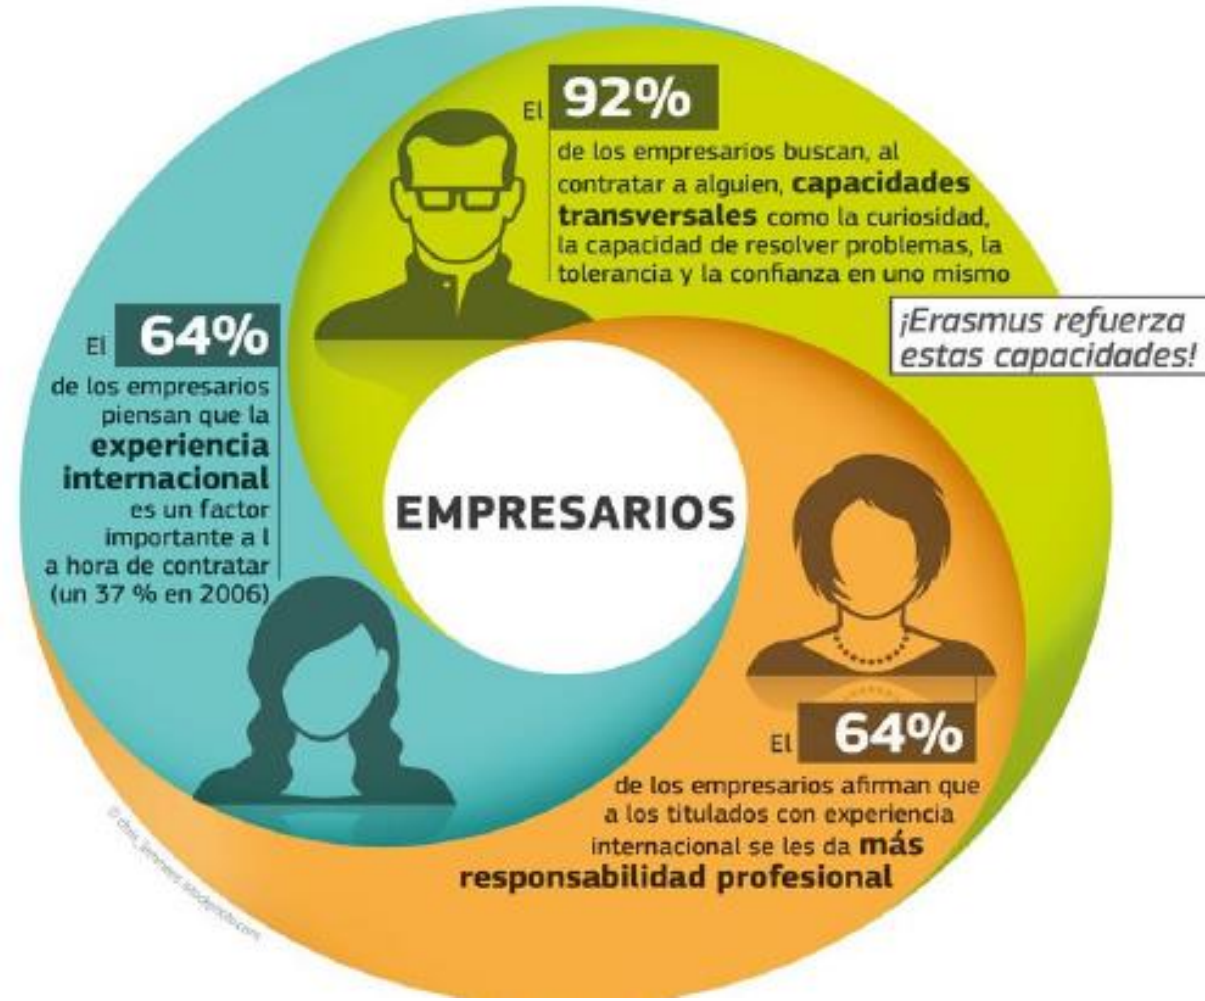 El 92%
de los empresarios buscan, al
contratar a alguien, capacidades
transversales como la curiosidad,
la capacidad de resolver problemas, la
tolerancia y la confianza en uno mismo
¡Erasmus refuerza
estas capacidades!
El 64%
de los empresarios
piensan que la
experiencia
internacional
es un factor
importante a l
a hora de contratar
(un 37 % en 2006)
EMPRESARIOS
El 64%
de los empresarios afirman que
a los titulados con experiencia
internacional se les da más
responsabilidad profesional